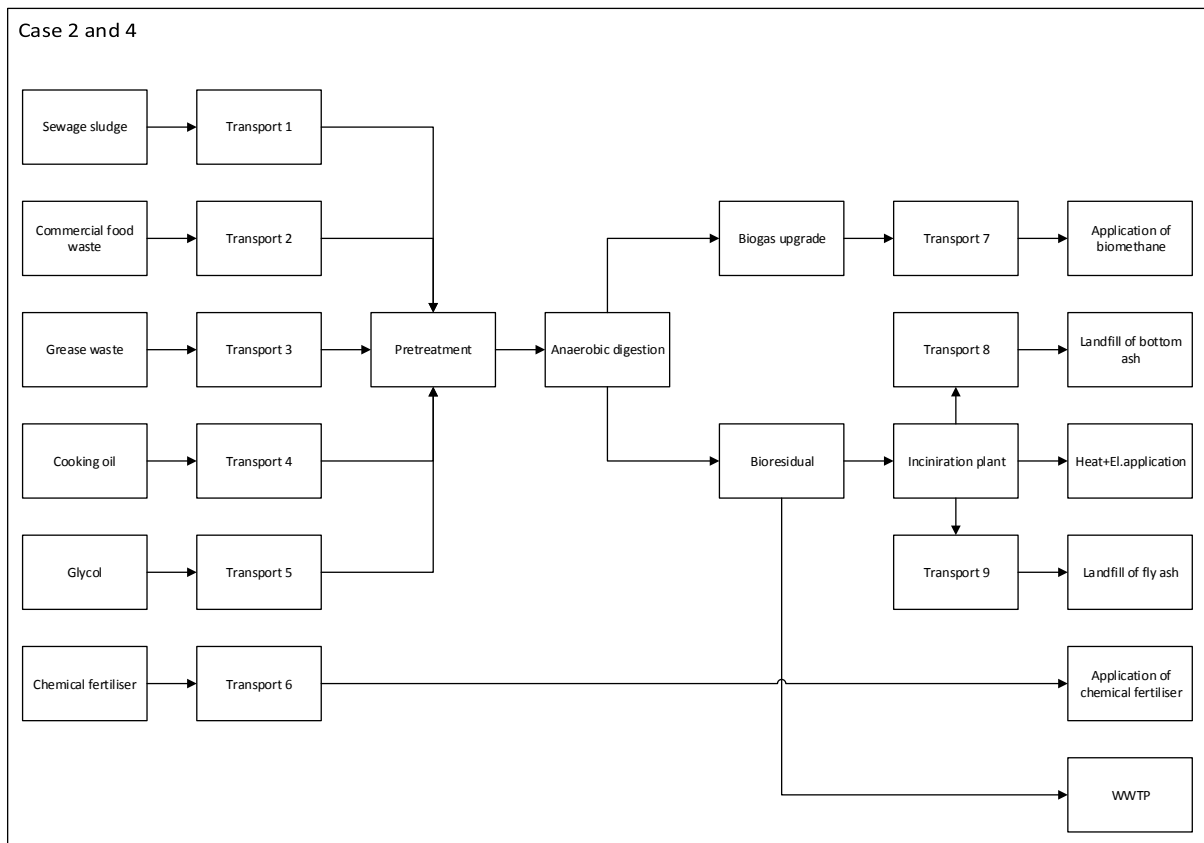 Case 2 and 4
Sewage sludge
Transport 1
Commercial food
waste
Transport 2
Biogas upgrade
Transport 7
Application of
biomethane
Grease waste
Transport 3
Pretreatment
Anaerobic digestion
Transport 8
Landfill of bottom
ash
Cooking oil
Transport 4
Bioresidual
Inciniration plant
Heat+El.application
Glycol
Transport 5
Transport 9
Landfill of fly ash
Chemical fertiliser
Transport 6
Application of
chemical fertiliser
WWTP